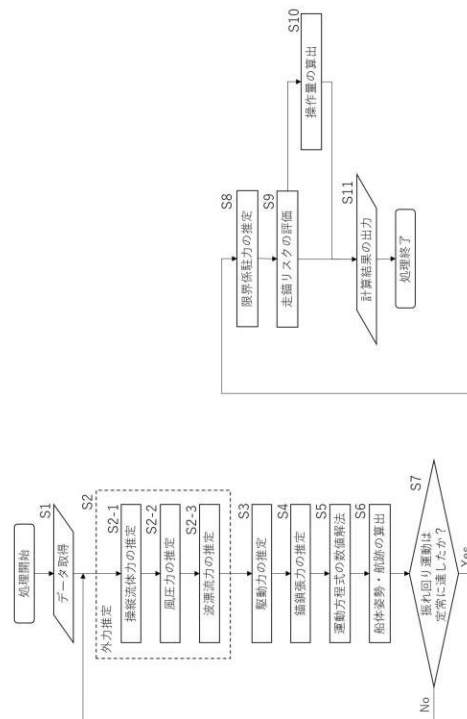 処理開始
S1
データ取得
S2
外力推定
S2-1
操縦流体力の推定
S2-2
風圧力の推定
S2-3
波漂流力の推定
S3
駆動力の推定
S4
錨鎖張力の推定
S5
運動方程式の数値解法
S6
船体姿勢・航跡の算出
S7
振れ回り運動は
定常に達したか？
No
Yes
S8
限界係駐力の推定
S9
走錨リスクの評価
S10
操作量の算出
S11
計算結果の出力
処理終了